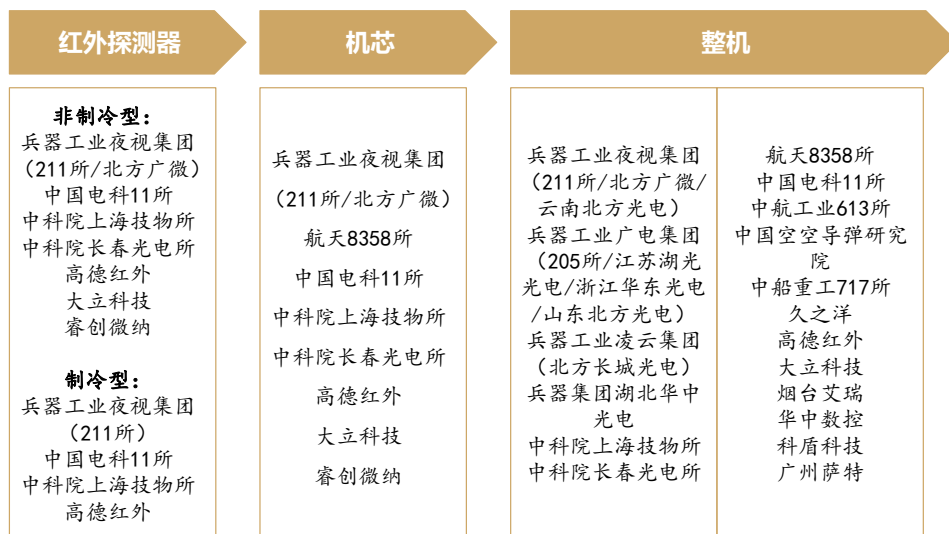 红外探测器
机芯
整机
非制冷型：
兵器工业夜视集团
（211所/北方广微）
中国电科11所
中科院上海技物所
中科院长春光电所
高德红外
大立科技
睿创微纳
制冷型：
兵器工业夜视集团
（211所）
中国电科11所
中科院上海技物所
高德红外
兵器工业夜视集团
（211所/北方广微）
航天8358所
中国电科11所
中科院上海技物所
中科院长春光电所
高德红外
大立科技
睿创微纳
兵器工业夜视集团
（211所/北方广微/
云南北方光电）
兵器工业广电集团
（205所/江苏湖光
光电/浙江华东光电
/山东北方光电）
兵器工业凌云集团
（北方长城光电）
兵器集团湖北华中
光电
中科院上海技物所
中科院长春光电所
航天8358所
中国电科11所
中航工业613所
中国空空导弹研究
院
中船重工717所
久之洋
高德红外
大立科技
烟台艾瑞
华中数控
科盾科技
广州萨特